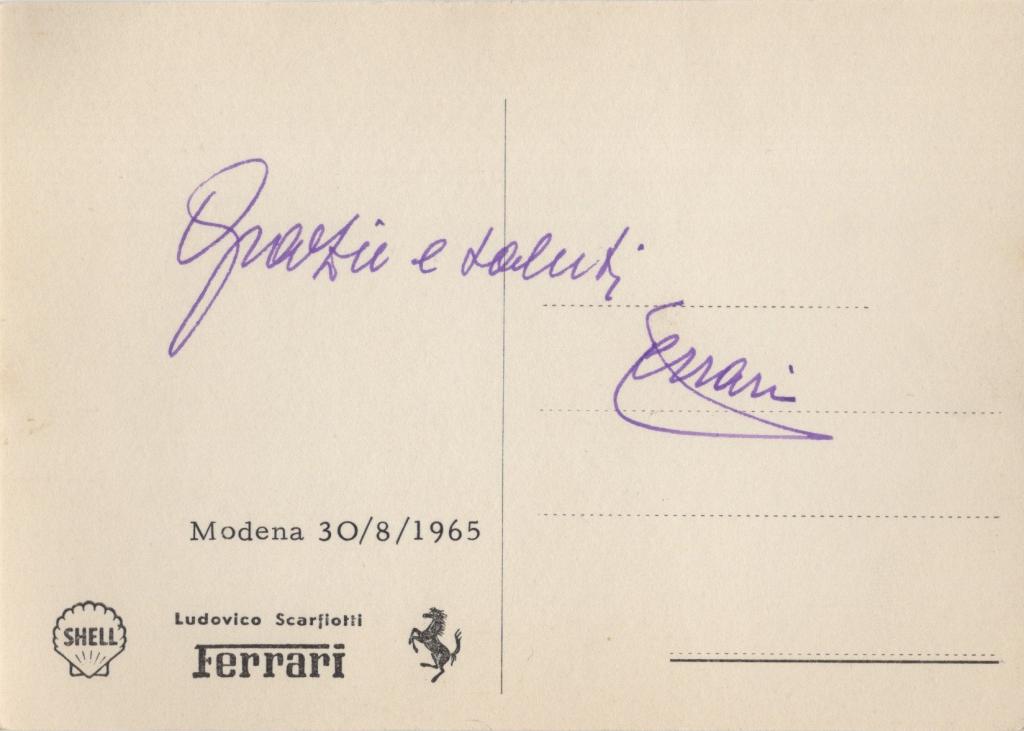 Grazie e saluti
Ferrari
Modena 30/8/1965
SHELL
Ludovico Scarfiotti
Ferrari